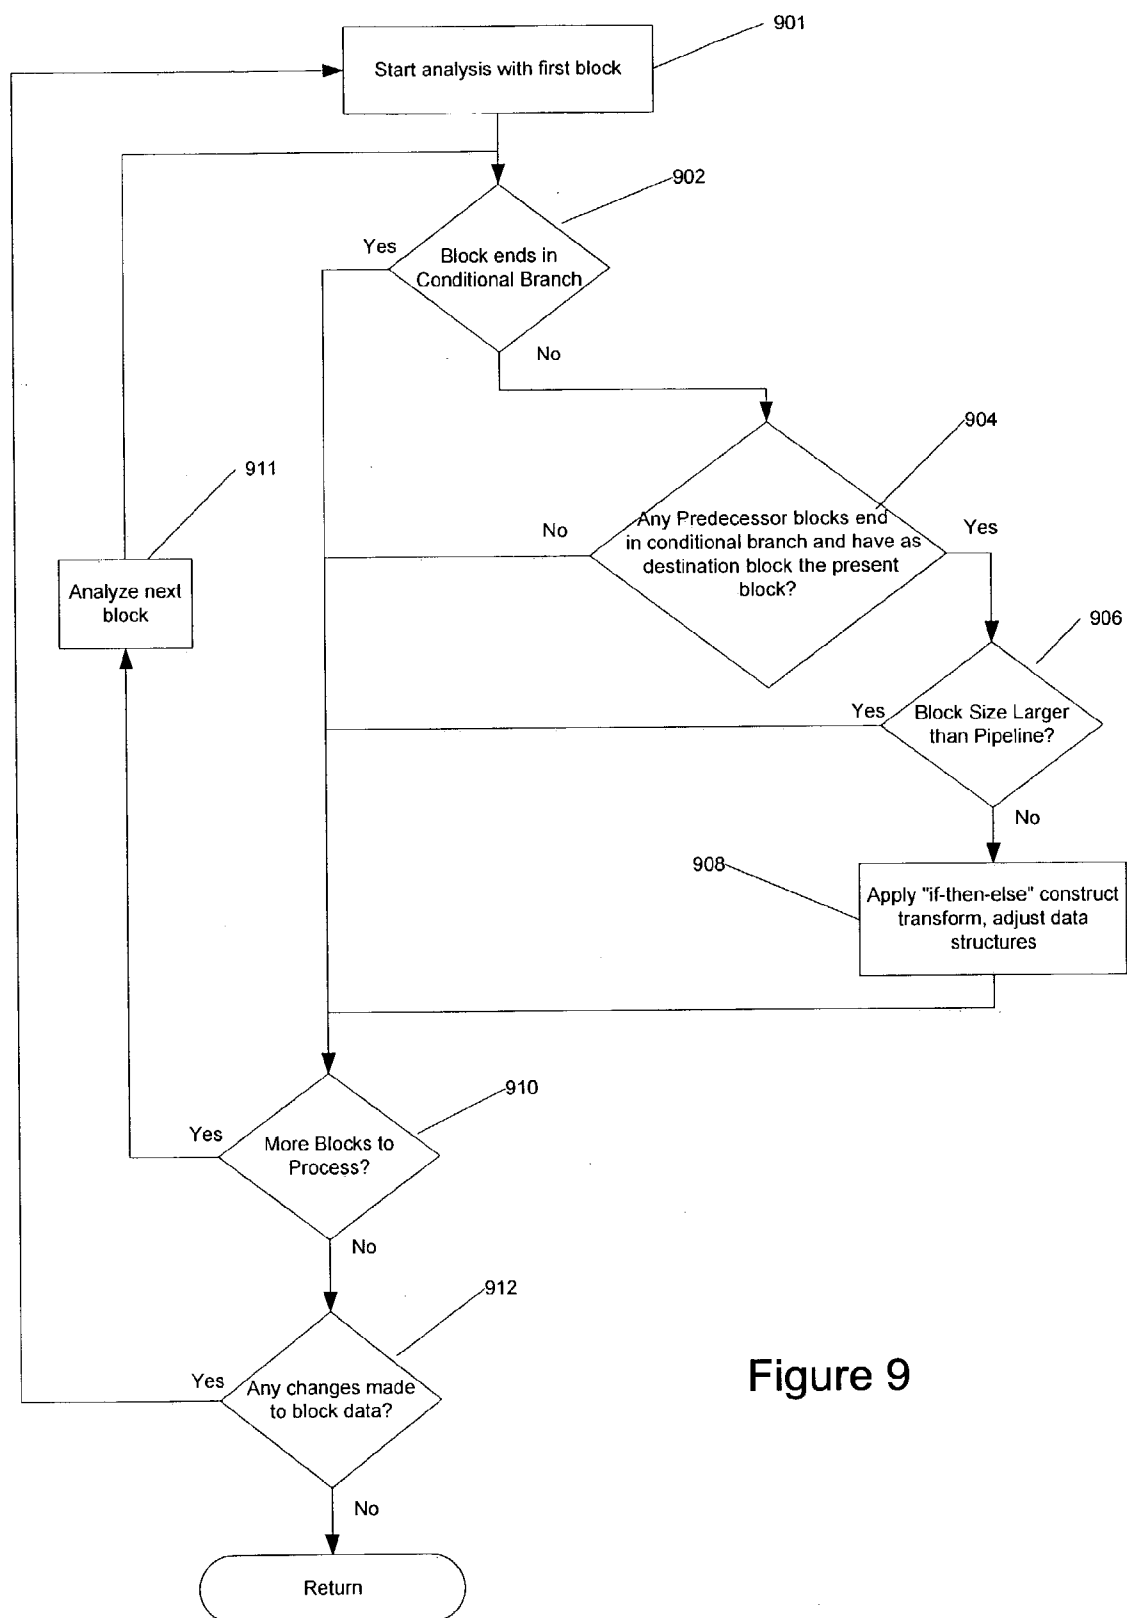 901
Start analysis with first block
902
Yes
Block ends in
Conditional Branch
No
904
911
No
Any Predecessor blocks end
in conditional branch and have as
destination block the present
block?
Yes
Analyze next
block
906
Yes
Block Size Larger
than Pipeline?
No
908
Apply "if-then-else" construct
transform, adjust data
structures
910
Yes
More Blocks to
Process?
No
912
Figure 9
Yes
Any changes made
to block data?
No
Return